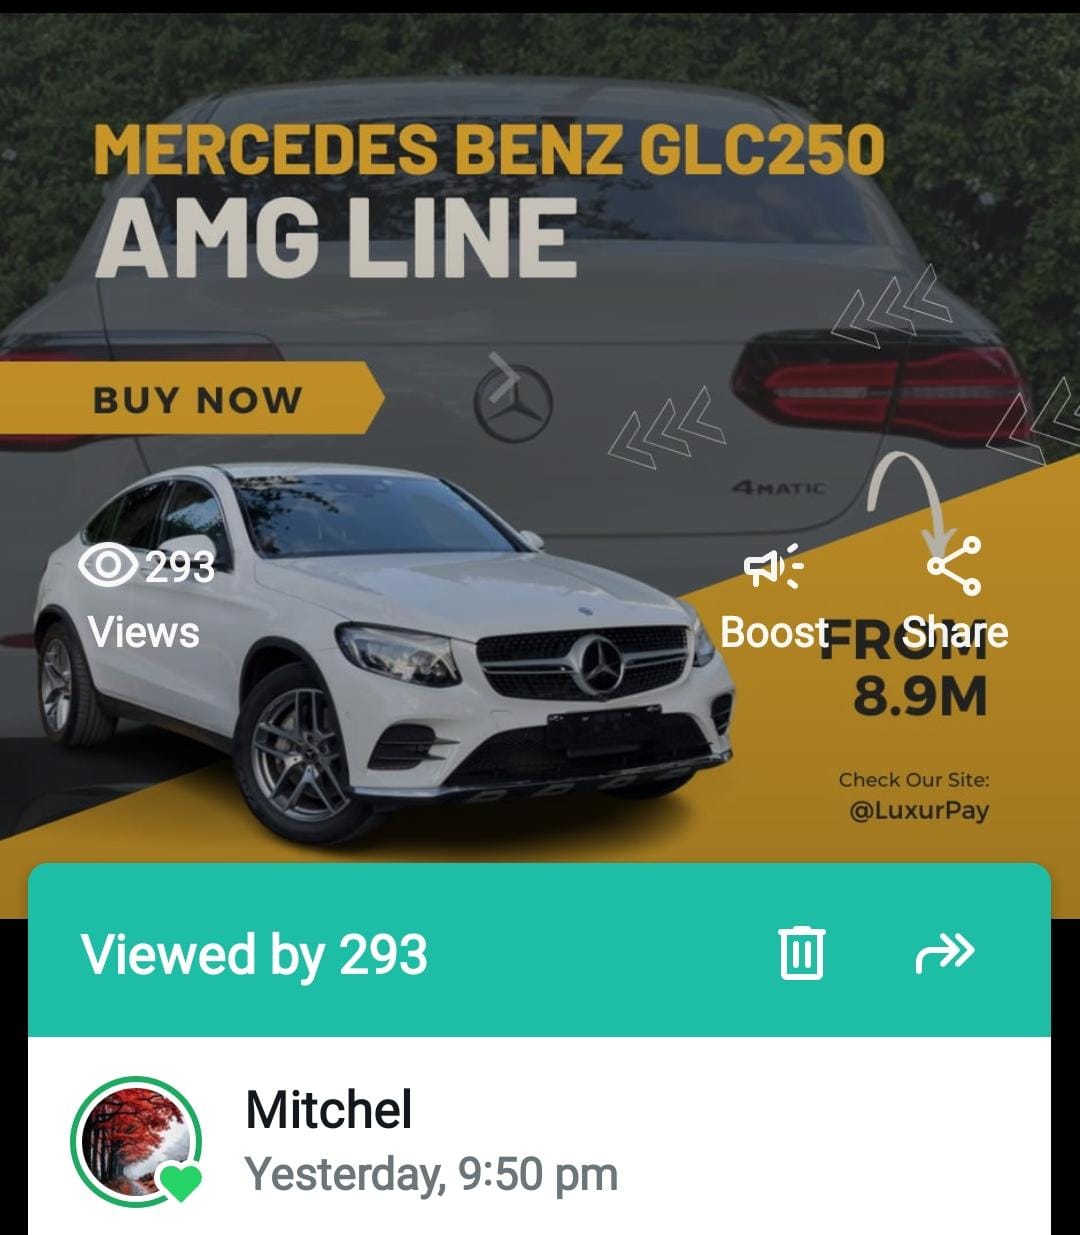 MERCEDES BENZ GLC250
AMG LINE
BUY NOW
4MATIC
293
Views
Boost
Share
FROM
8.9M
Check Our Site:
@LuxurPay
Viewed by 293
Mitchel
Yesterday, 9:50 pm